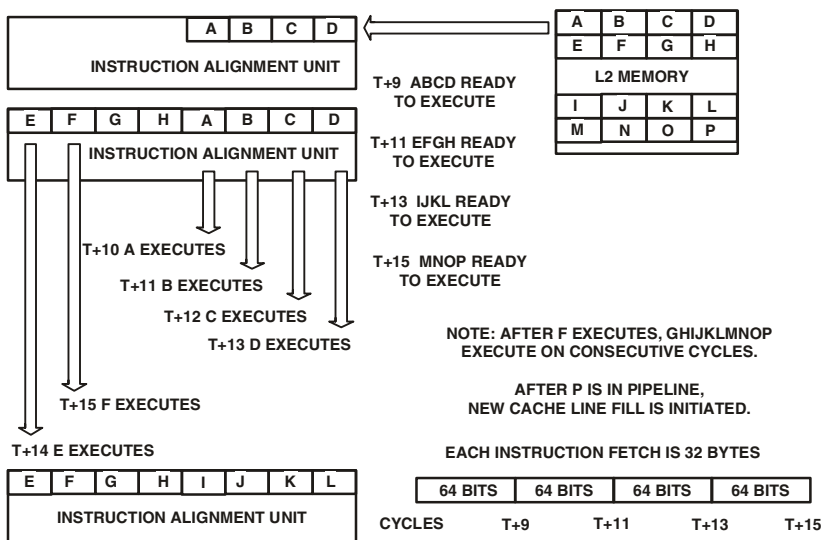 A B C D
INSTRUCTION ALIGNMENT UNIT
A B C D
E F G H
L2 MEMORY
I J K L
M N O P
T+9 ABCD READY
TO EXECUTE
T+11 EFGH READY
TO EXECUTE
T+13 IJKL READY
TO EXECUTE
T+15 MNOP READY
TO EXECUTE
E F G H A B C D
INSTRUCTION ALIGNMENT UNIT
T+10 A EXECUTES
T+11 B EXECUTES
T+12 C EXECUTES
T+13 D EXECUTES
T+15 F EXECUTES
T+14 E EXECUTES
NOTE: AFTER F EXECUTES, GHIJKLMNOP
EXECUTE ON CONSECUTIVE CYCLES.
AFTER P IS IN PIPELINE,
NEW CACHE LINE FILL IS INITIATED.
EACH INSTRUCTION FETCH IS 32 BYTES
E F G H I J K L
INSTRUCTION ALIGNMENT UNIT
64 BITS 64 BITS 64 BITS 64 BITS
CYCLES T+9 T+11 T+13 T+15